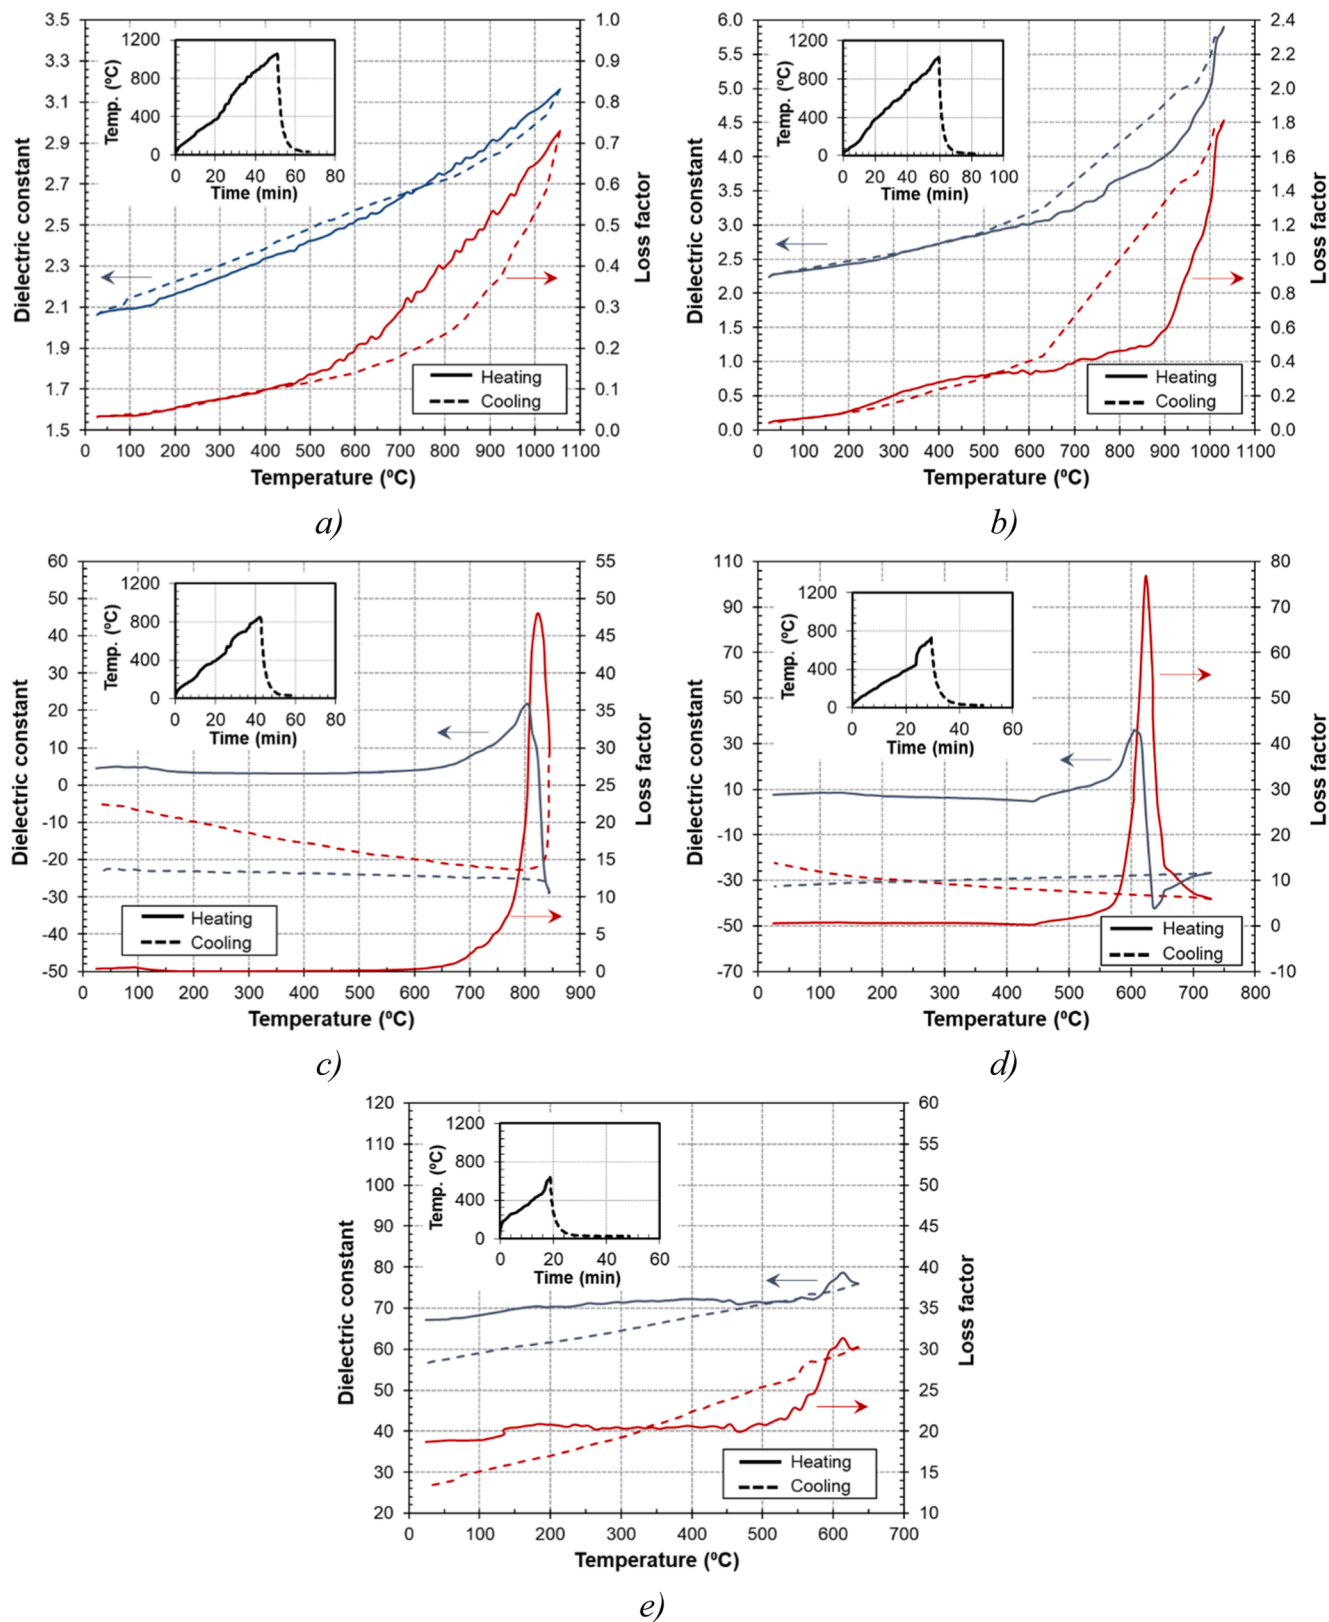 3.5
3.3
3.1
2.9
2.7
2.5
2.3
2.1
1.9
1.7
1.5
Dielectric constant
1.0
0.9
0.8
0.7
0.6
0.5
0.4
0.3
0.2
0.1
0.0
Loss factor
1200
800
400
0
Temp. (ºC)
0 20 40 60 80
Time (min)
Heating
Cooling
0 100 200 300 400 500 600 700 800 900 1000 1100
Temperature (ºC)
a)
6.0
5.5
5.0
4.5
4.0
3.5
3.0
2.5
2.0
1.5
1.0
0.5
0.0
Dielectric constant
2.4
2.2
2.0
1.8
1.6
1.4
1.2
1.0
0.8
0.6
0.4
0.2
0.0
Loss factor
1200
800
400
0
Temp. (ºC)
0 20 40 60 80 100
Time (min)
Heating
Cooling
0 100 200 300 400 500 600 700 800 900 1000 1100
Temperature (ºC)
b)
60
50
40
30
20
10
0
-10
-20
-30
-40
-50
Dielectric constant
55
50
45
40
35
30
25
20
15
10
5
0
Loss factor
1200
800
400
0
Temp. (ºC)
0 20 40 60 80
Time (min)
Heating
Cooling
0 100 200 300 400 500 600 700 800 900
Temperature (ºC)
c)
110
90
70
50
30
10
-10
-30
-50
-70
Dielectric constant
80
70
60
50
40
30
20
10
0
-10
Loss factor
1200
800
400
0
Temp. (ºC)
0 20 40 60
Time (min)
Heating
Cooling
0 100 200 300 400 500 600 700 800
Temperature (ºC)
d)
120
110
100
90
80
70
60
50
40
30
20
Dielectric constant
60
55
50
45
40
35
30
25
20
15
10
Loss factor
1200
800
400
0
Temp. (ºC)
0 20 40 60
Time (min)
Heating
Cooling
0 100 200 300 400 500 600 700
Temperature (ºC)
e)